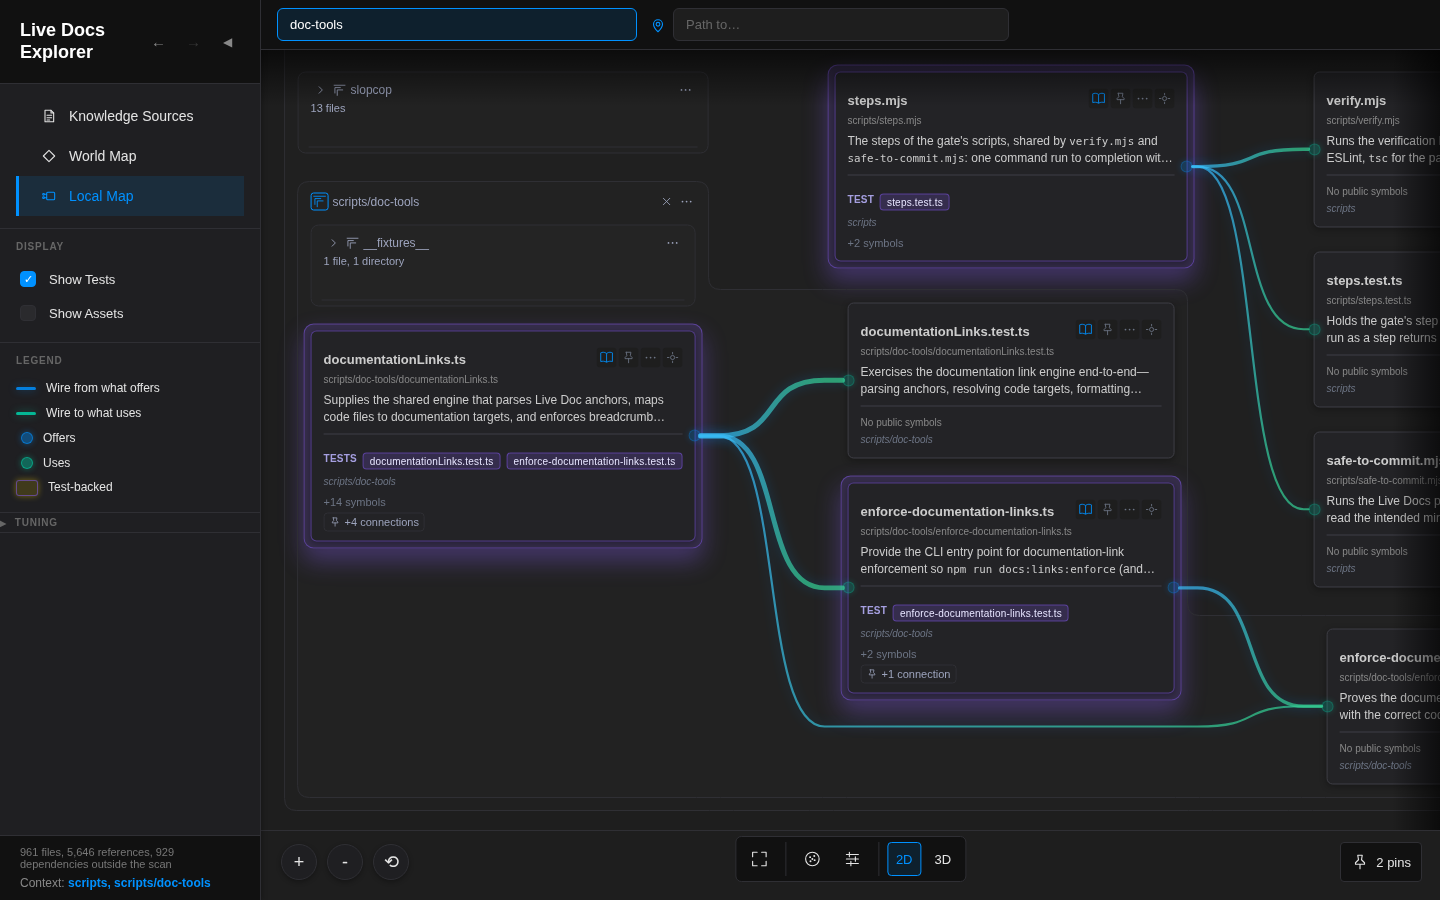 Live Docs
Explorer
← → ◀
Knowledge Sources
World Map
Local Map
DISPLAY
✓ Show Tests
Show Assets
LEGEND
Wire from what offers
Wire to what uses
Offers
Uses
Test-backed
▶ TUNING
961 files, 5,646 references, 929
dependencies outside the scan
Context: scripts, scripts/doc-tools
doc-tools
Path to…
slopcop
13 files
scripts/doc-tools
__fixtures__
1 file, 1 directory
documentationLinks.ts
scripts/doc-tools/documentationLinks.ts
Supplies the shared engine that parses Live Doc anchors, maps
code files to documentation targets, and enforces breadcrumb…
TESTS documentationLinks.test.ts enforce-documentation-links.test.ts
scripts/doc-tools
+14 symbols
+4 connections
steps.mjs
scripts/steps.mjs
The steps of the gate's scripts, shared by verify.mjs and
safe-to-commit.mjs: one command run to completion wit…
TEST steps.test.ts
scripts
+2 symbols
documentationLinks.test.ts
scripts/doc-tools/documentationLinks.test.ts
Exercises the documentation link engine end-to-end—
parsing anchors, resolving code targets, formatting…
No public symbols
scripts/doc-tools
enforce-documentation-links.ts
scripts/doc-tools/enforce-documentation-links.ts
Provide the CLI entry point for documentation-link
enforcement so npm run docs:links:enforce (and…
TEST enforce-documentation-links.test.ts
scripts/doc-tools
+2 symbols
+1 connection
verify.mjs
scripts/verify.mjs
Runs the verification
ESLint, tsc for the pa
No public symbols
scripts
steps.test.ts
scripts/steps.test.ts
Holds the gate's step
run as a step returns
No public symbols
scripts
safe-to-commit.mjs
scripts/safe-to-commit.mjs
Runs the Live Docs p
read the intended mir
No public symbols
scripts
enforce-docume
scripts/doc-tools/enforc
Proves the docume
with the correct coc
No public symbols
scripts/doc-tools
+ - ⟲
2D 3D
2 pins